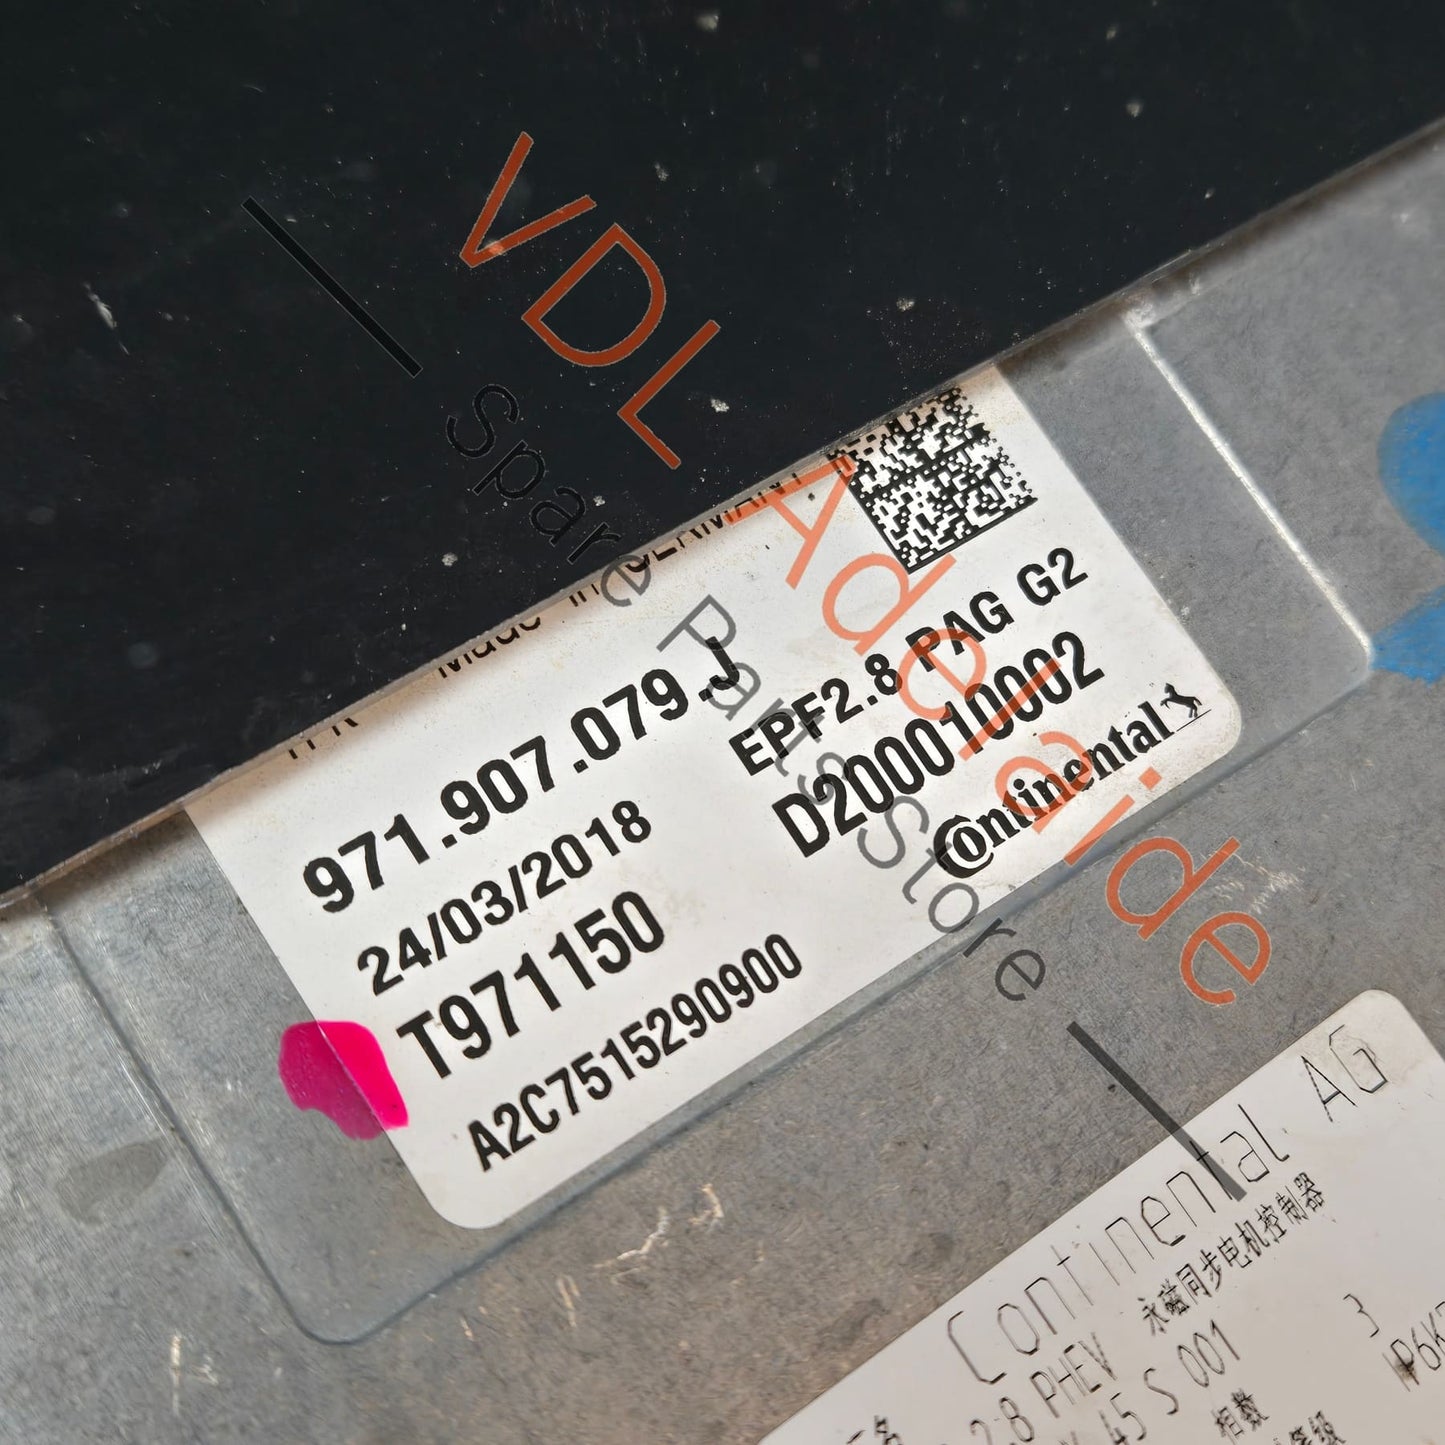 VDL Adelaide
Spare Parts Store
Made in GERMANY
971.907.079.J
24/03/2018
T971150
A2C7515290900
EPF2.8 PAG G2
D200010002
Continental
Continental AG
永磁同步电机控制器
2.8 PHEV
45 S 001
相数
3